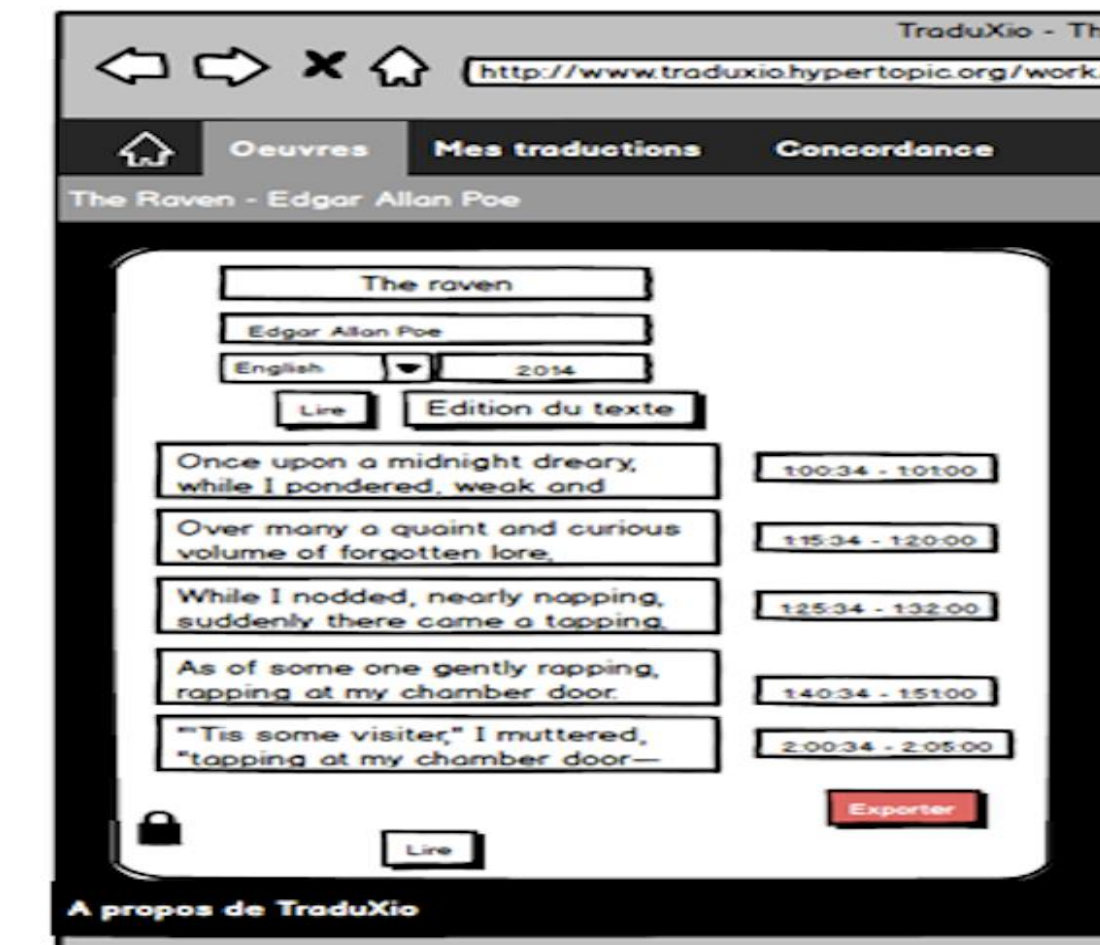 TraduXio - Th
http://www.traduxio.hypertopic.org/work.
Oeuvres Mes traductions Concordance
The Raven - Edgar Allan Poe
The raven
Edgar Allan Poe
English 2014
Lire Edition du texte
Once upon a midnight dreary, 1:00:34 - 1:01:00
while I pondered, weak and
Over many a quaint and curious 1:15:34 - 1:20:00
volume of forgotten lore,
While I nodded, nearly napping, 1:25:34 - 1:32:00
suddenly there came a tapping,
As of some one gently rapping,
rapping at my chamber door. 1:40:34 - 1:51:00
"'Tis some visiter," I muttered, 2:00:34 - 2:05:00
"tapping at my chamber door—
Exporter
Lire
A propos de TraduXio